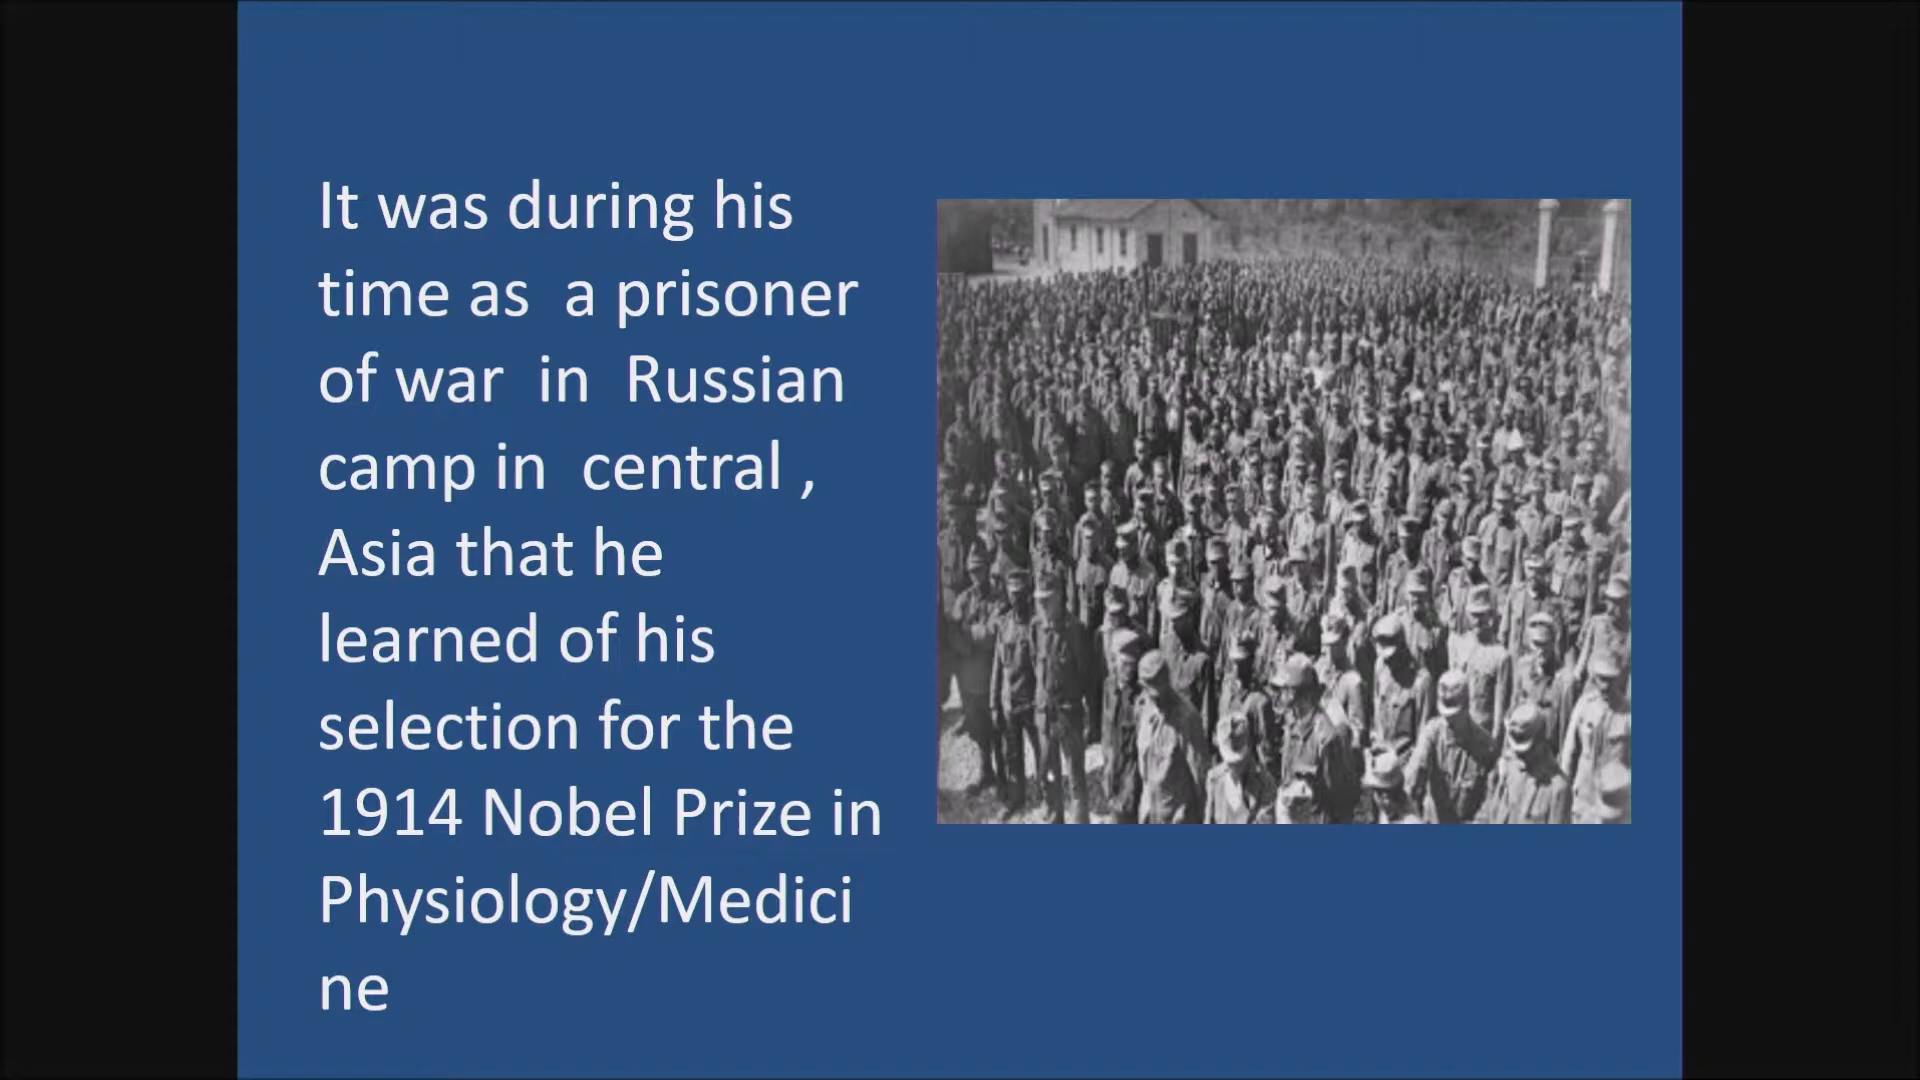 It was during his
time as  a prisoner
of war  in  Russian
camp in  central ,
Asia that he
learned of his
selection for the
1914 Nobel Prize in
Physiology/Medici
ne